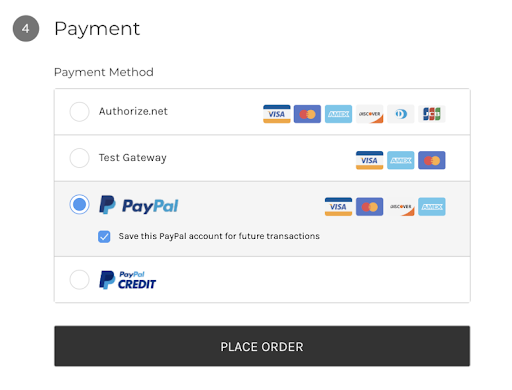 4 Payment
Payment Method
Authorize.net VISA AMEX DISCOVER JCB
Test Gateway VISA AMEX
PayPal VISA DISCOVER AMEX
Save this PayPal account for future transactions
PayPal
CREDIT
PLACE ORDER